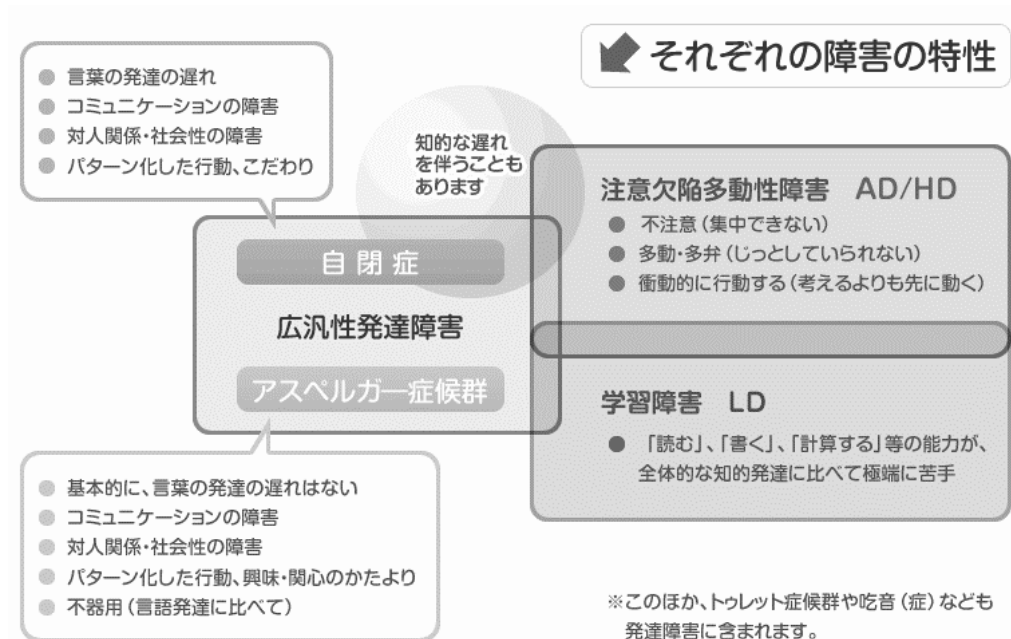 それぞれの障害の特性
● 言葉の発達の遅れ
● コミュニケーションの障害
● 対人関係・社会性の障害
● パターン化した行動、こだわり
知的な遅れ
を伴うことも
あります
自閉症
広汎性発達障害
アスペルガー症候群
● 基本的に、言葉の発達の遅れはない
● コミュニケーションの障害
● 対人関係・社会性の障害
● パターン化した行動、興味・関心のかたより
● 不器用（言語発達に比べて）
注意欠陥多動性障害 AD/HD
● 不注意（集中できない）
● 多動・多弁（じっとしていられない）
● 衝動的に行動する（考えるよりも先に動く）
学習障害 LD
● 「読む」、「書く」、「計算する」等の能力が、
全体的な知的発達に比べて極端に苦手
※このほか、トゥレット症候群や吃音（症）なども
発達障害に含まれます。